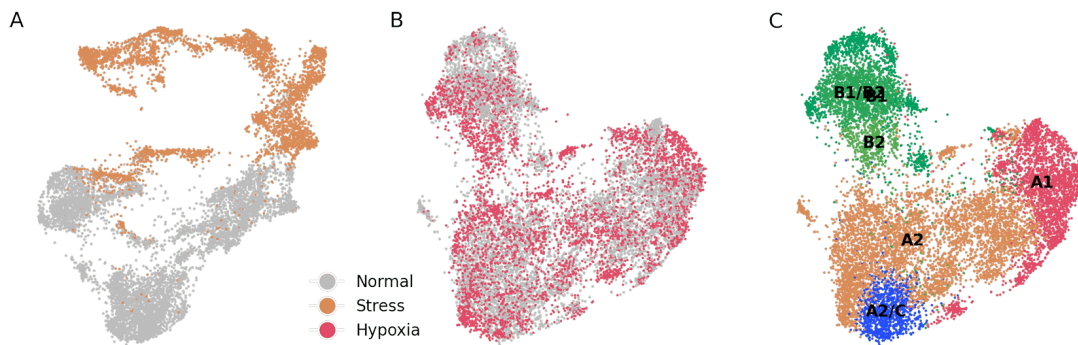 A
B
C
B1/B2
B1
B2
A1
A2
A2/C
Normal
Stress
Hypoxia